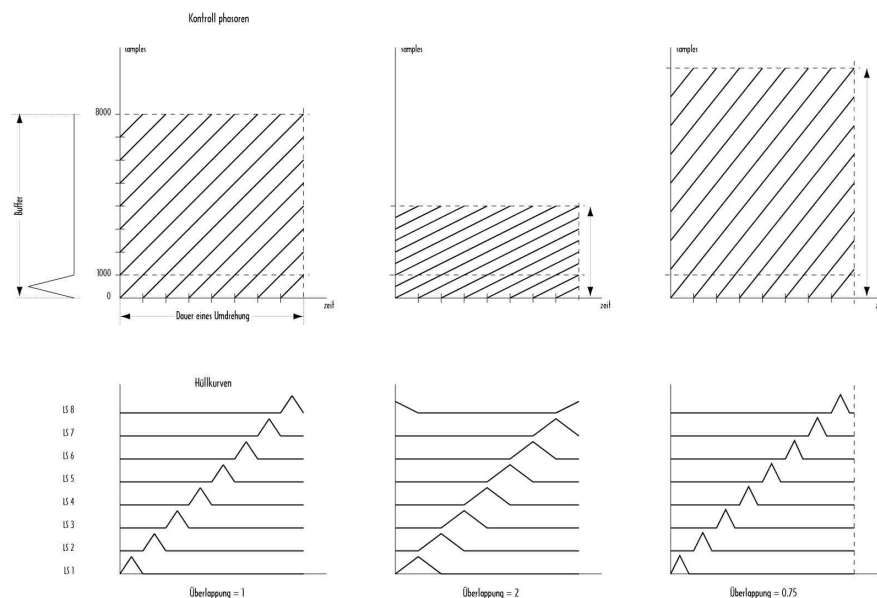 Kontroll phasoren
samples
samples
samples
8000
Buffer
1000
0
zeit
zeit
Dauer eines Umdrehung
Hüllkurven
LS 8
LS 7
LS 6
LS 5
LS 4
LS 3
LS 2
LS 1
Überlappung = 1
Überlappung = 2
Überlappung = 0.75